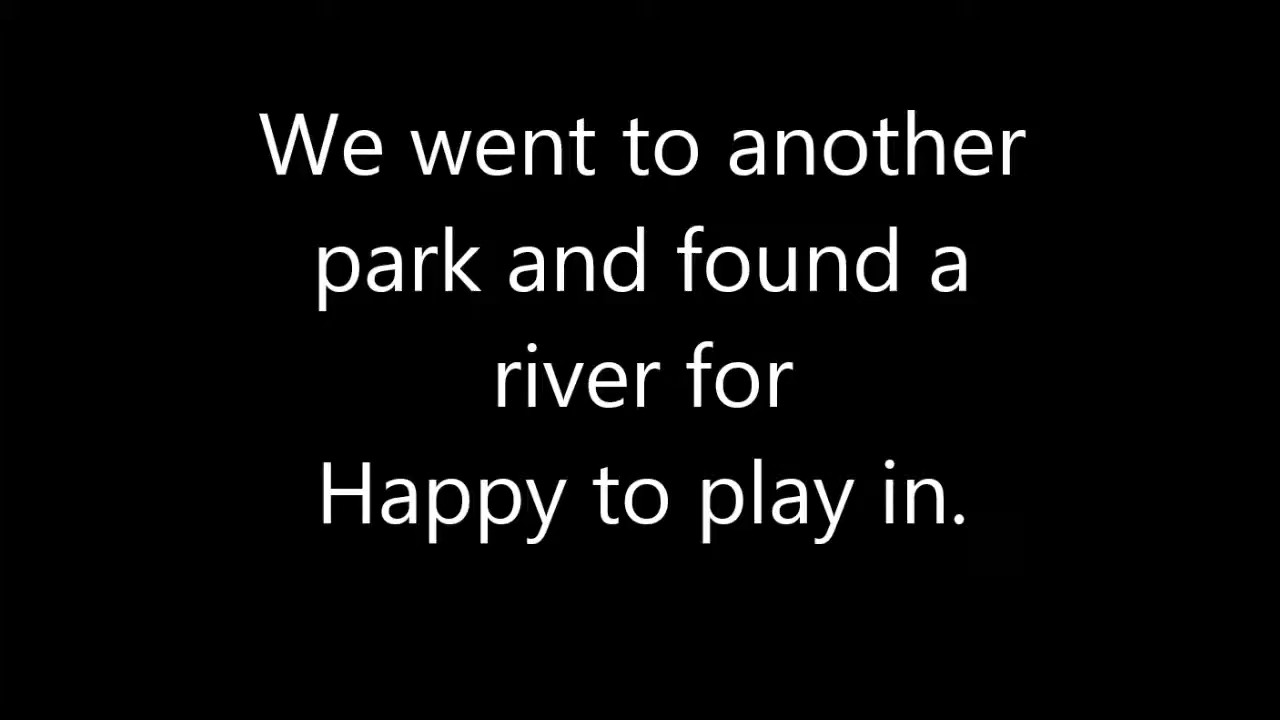 We went to another
park and found a
river for
Happy to play in.